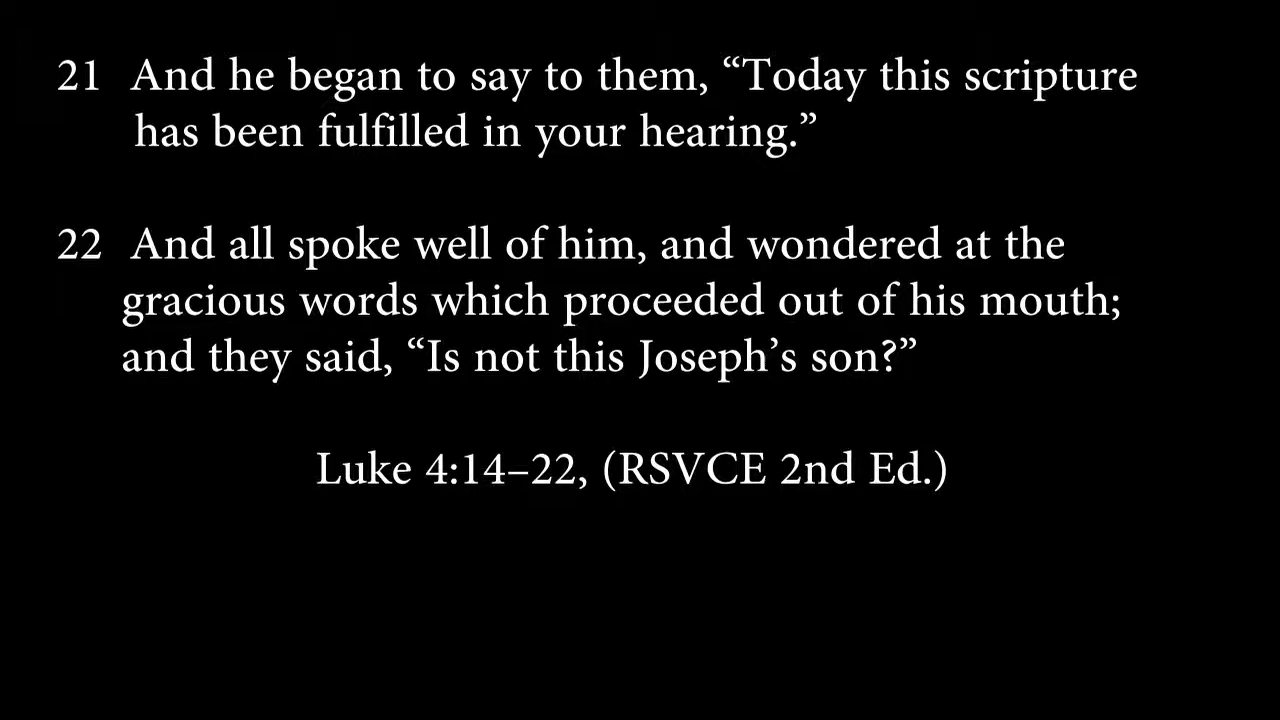 21 And he began to say to them, “Today this scripture
has been fulfilled in your hearing.”
22 And all spoke well of him, and wondered at the
gracious words which proceeded out of his mouth;
and they said, “Is not this Joseph’s son?”
Luke 4:14–22, (RSVCE 2nd Ed.)